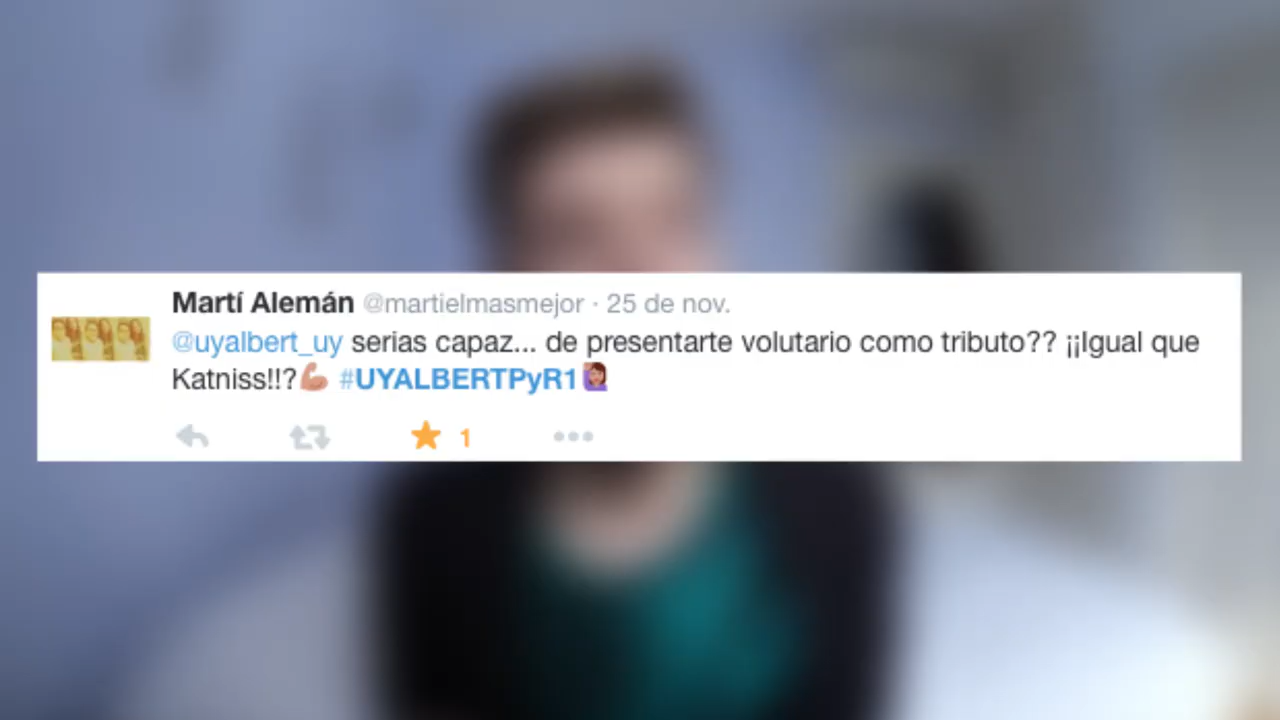 Martí Alemán @martielmasmejor · 25 de nov.
@uyalbert_uy serias capaz... de presentarte volutario como tributo?? ¡¡Igual que
Katniss!!?💪🏽 #UYALBERTPyR1🙋🏽
1